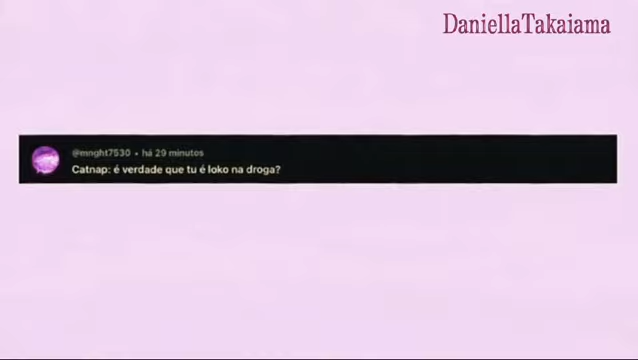 DaniellaTakaiama
@mnght7530 • há 29 minutos
Catnap: é verdade que tu é loko na droga?